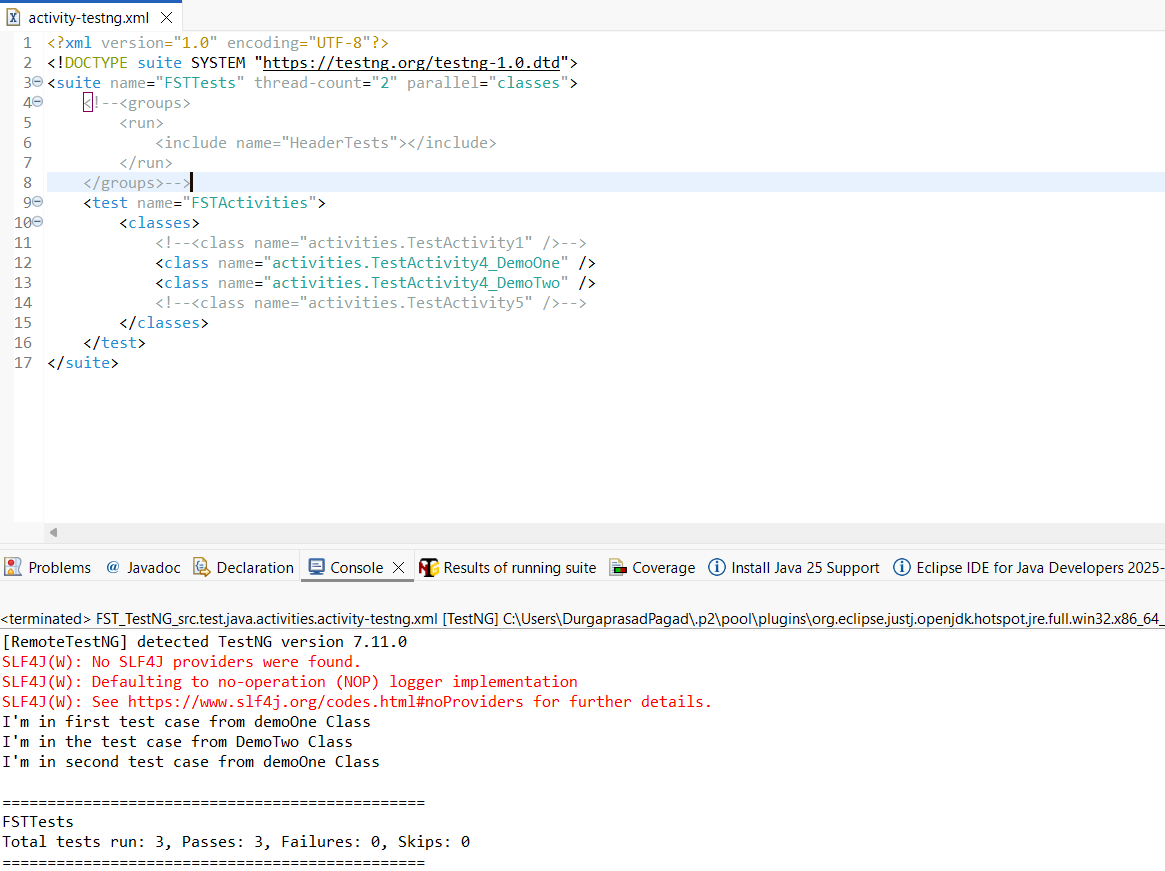 activity-testng.xml
1 <?xml version="1.0" encoding="UTF-8"?>
2 <!DOCTYPE suite SYSTEM "https://testng.org/testng-1.0.dtd">
3 <suite name="FSTTests" thread-count="2" parallel="classes">
4     <!--<groups>
5         <run>
6             <include name="HeaderTests"></include>
7         </run>
8     </groups>-->
9     <test name="FSTActivities">
10         <classes>
11             <!--<class name="activities.TestActivity1" />-->
12             <class name="activities.TestActivity4_DemoOne" />
13             <class name="activities.TestActivity4_DemoTwo" />
14             <!--<class name="activities.TestActivity5" />-->
15         </classes>
16     </test>
17 </suite>
Problems @ Javadoc Declaration Console Results of running suite Coverage Install Java 25 Support Eclipse IDE for Java Developers 2025-
<terminated> FST_TestNG_src.test.java.activities.activity-testng.xml [TestNG] C:\Users\DurgaprasadPagad\.p2\pool\plugins\org.eclipse.justj.openjdk.hotspot.jre.full.win32.x86_64_
[RemoteTestNG] detected TestNG version 7.11.0
SLF4J(W): No SLF4J providers were found.
SLF4J(W): Defaulting to no-operation (NOP) logger implementation
SLF4J(W): See https://www.slf4j.org/codes.html#noProviders for further details.
I'm in first test case from demoOne Class
I'm in the test case from DemoTwo Class
I'm in second test case from demoOne Class
===============================================
FSTTests
Total tests run: 3, Passes: 3, Failures: 0, Skips: 0
===============================================